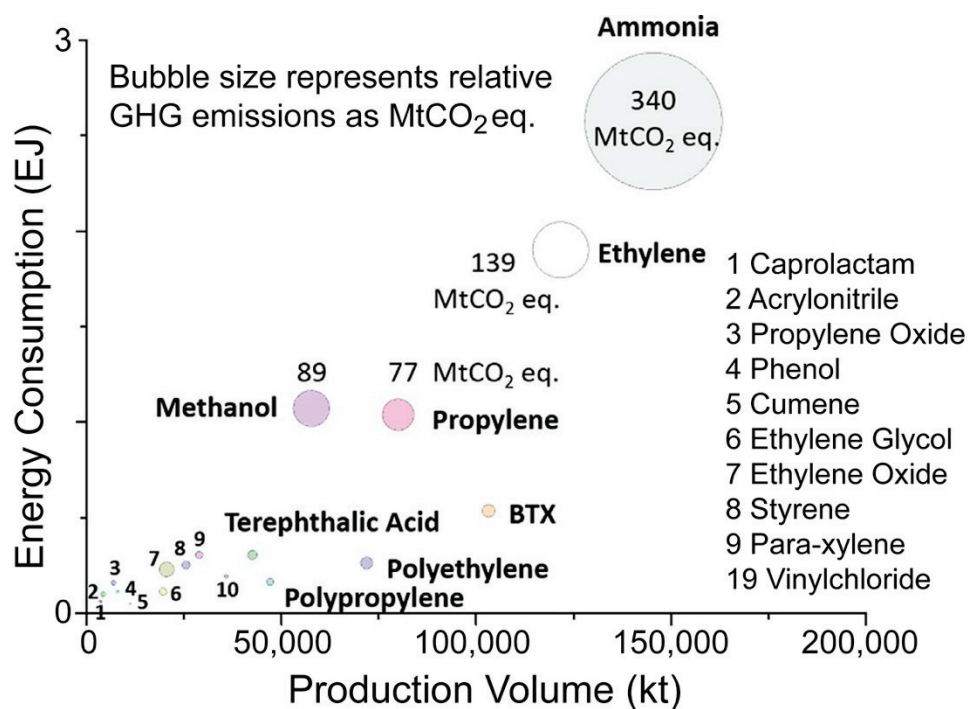 Ammonia
3
Bubble size represents relative
GHG emissions as MtCO₂ eq.
340
MtCO₂ eq.
Energy Consumption (EJ)
Ethylene
139
MtCO₂ eq.
1 Caprolactam
2 Acrylonitrile
3 Propylene Oxide
4 Phenol
5 Cumene
6 Ethylene Glycol
7 Ethylene Oxide
8 Styrene
9 Para-xylene
19 Vinylchloride
89
77 MtCO₂ eq.
Methanol
Propylene
Terephthalic Acid
BTX
9
8
7
3
Polyethylene
2
4
1
5
6
10
Polypropylene
0
0
50,000
100,000
150,000
200,000
Production Volume (kt)